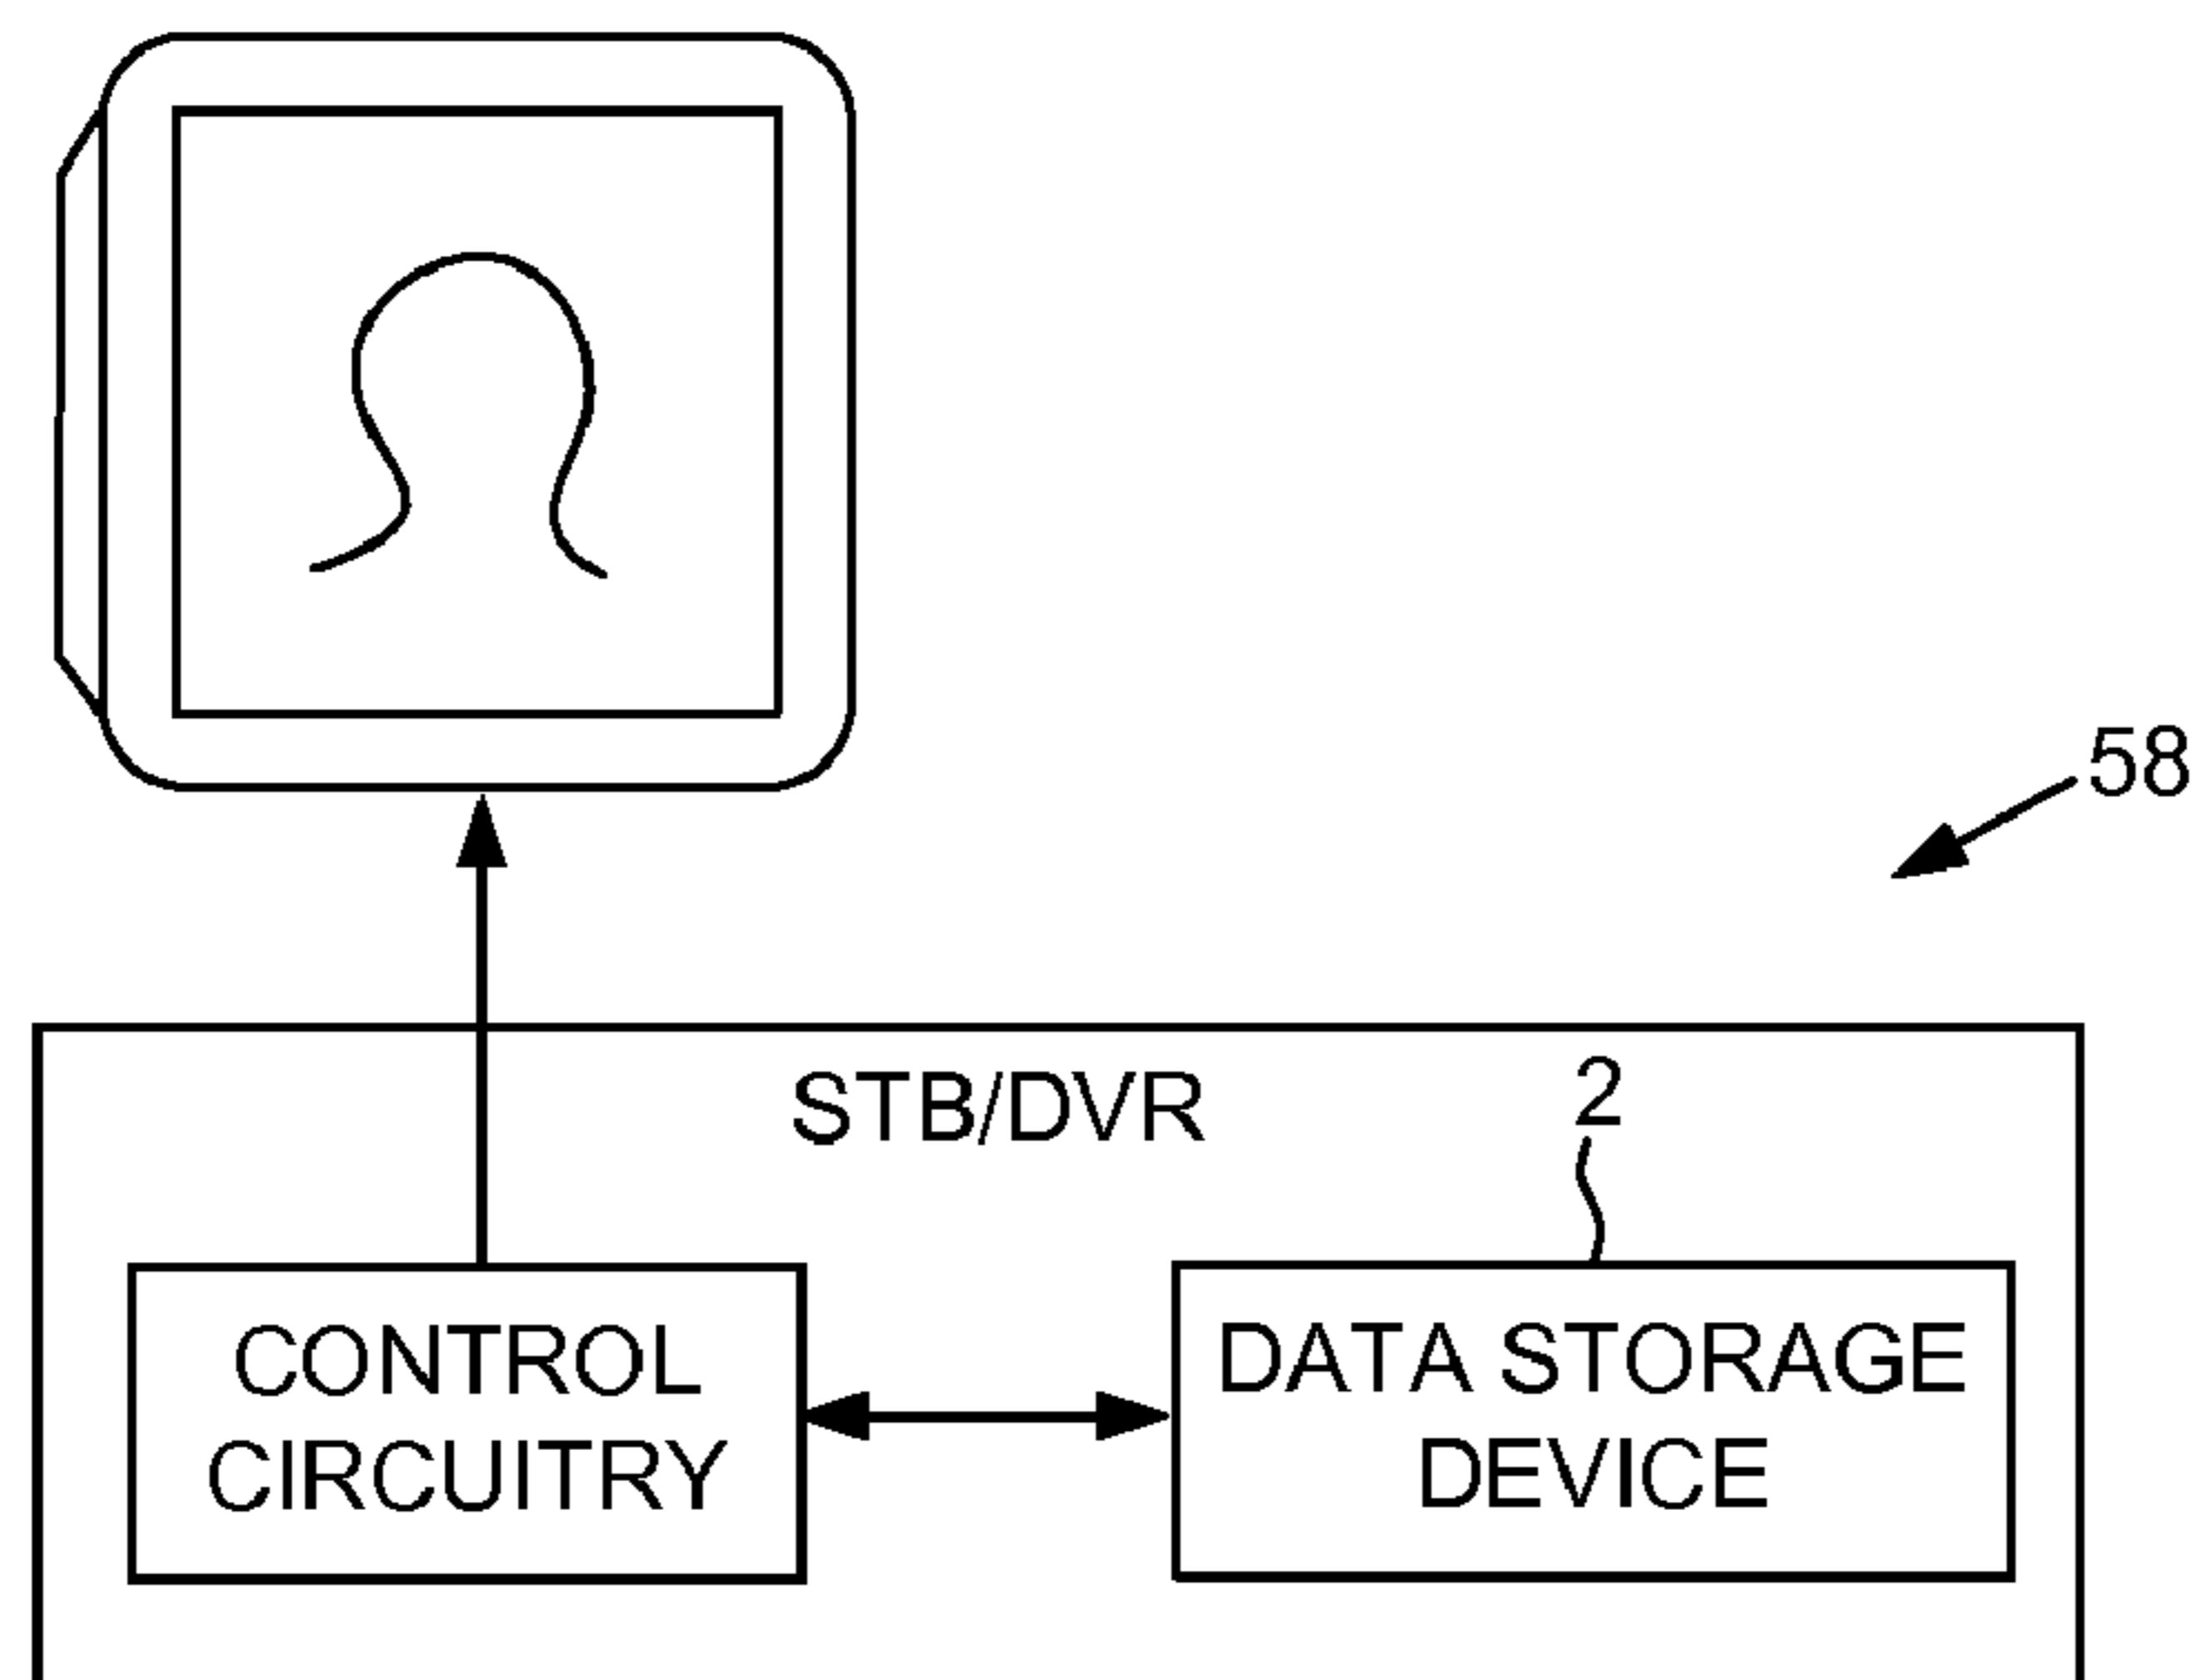 58
STB/DVR
2
CONTROL
CIRCUITRY
DATA STORAGE
DEVICE